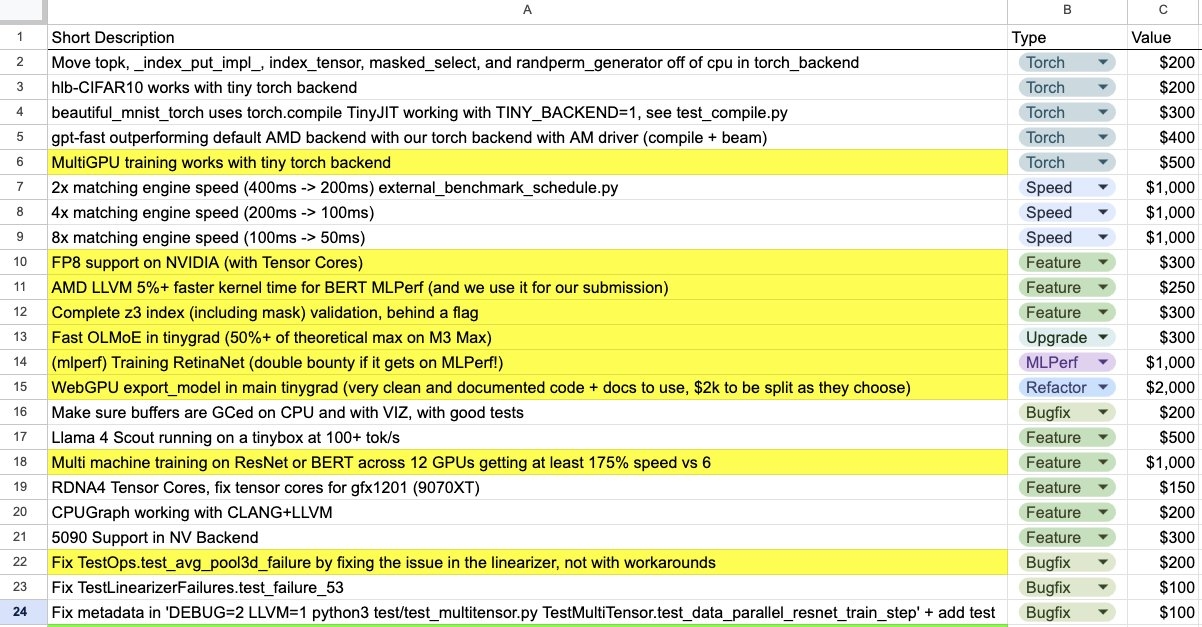 A B C
1 Short Description Type Value
2 Move topk, _index_put_impl_, index_tensor, masked_select, and randperm_generator off of cpu in torch_backend Torch $200
3 hlb-CIFAR10 works with tiny torch backend Torch $200
4 beautiful_mnist_torch uses torch.compile TinyJIT working with TINY_BACKEND=1, see test_compile.py Torch $300
5 gpt-fast outperforming default AMD backend with our torch backend with AM driver (compile + beam) Torch $400
6 MultiGPU training works with tiny torch backend Torch $500
7 2x matching engine speed (400ms -> 200ms) external_benchmark_schedule.py Speed $1,000
8 4x matching engine speed (200ms -> 100ms) Speed $1,000
9 8x matching engine speed (100ms -> 50ms) Speed $1,000
10 FP8 support on NVIDIA (with Tensor Cores) Feature $300
11 AMD LLVM 5%+ faster kernel time for BERT MLPerf (and we use it for our submission) Feature $250
12 Complete z3 index (including mask) validation, behind a flag Feature $300
13 Fast OLMoE in tinygrad (50%+ of theoretical max on M3 Max) Upgrade $300
14 (mlperf) Training RetinaNet (double bounty if it gets on MLPerf!) MLPerf $1,000
15 WebGPU export_model in main tinygrad (very clean and documented code + docs to use, $2k to be split as they choose) Refactor $2,000
16 Make sure buffers are GCed on CPU and with VIZ, with good tests Bugfix $200
17 Llama 4 Scout running on a tinybox at 100+ tok/s Feature $500
18 Multi machine training on ResNet or BERT across 12 GPUs getting at least 175% speed vs 6 Feature $1,000
19 RDNA4 Tensor Cores, fix tensor cores for gfx1201 (9070XT) Feature $150
20 CPUGraph working with CLANG+LLVM Feature $200
21 5090 Support in NV Backend Feature $300
22 Fix TestOps.test_avg_pool3d_failure by fixing the issue in the linearizer, not with workarounds Bugfix $200
23 Fix TestLinearizerFailures.test_failure_53 Bugfix $100
24 Fix metadata in 'DEBUG=2 LLVM=1 python3 test/test_multitensor.py TestMultiTensor.test_data_parallel_resnet_train_step' + add test Bugfix $100